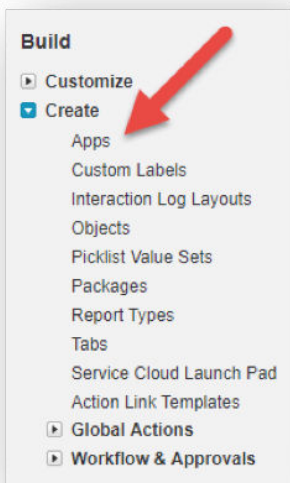 Build
Customize
Create
Apps
Custom Labels
Interaction Log Layouts
Objects
Picklist Value Sets
Packages
Report Types
Tabs
Service Cloud Launch Pad
Action Link Templates
Global Actions
Workflow & Approvals